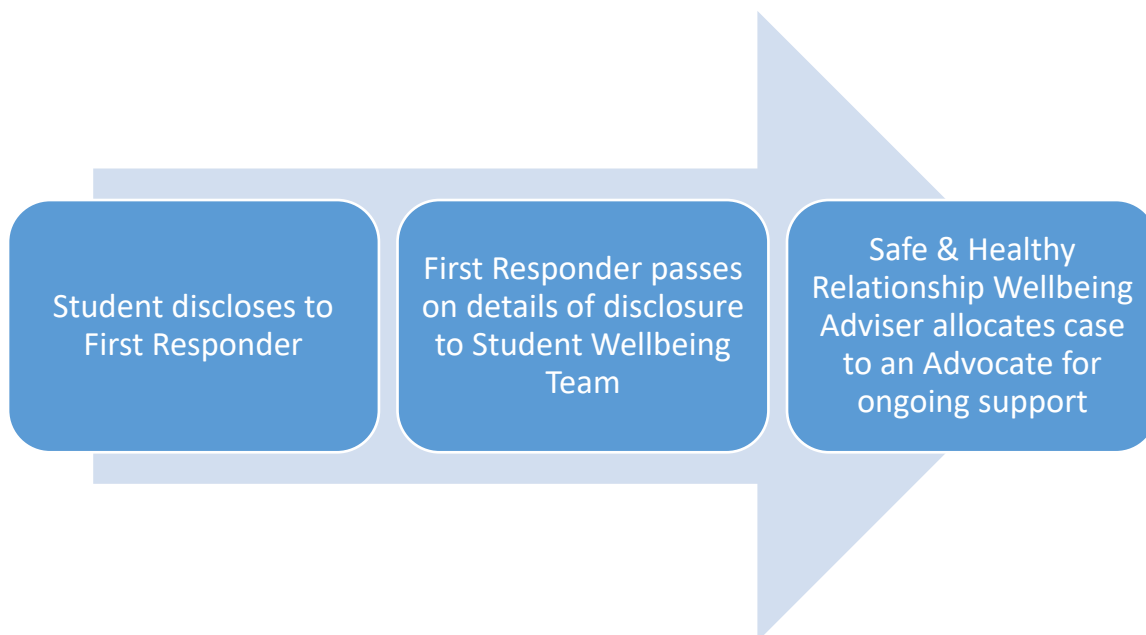 Student discloses to
First Responder
First Responder passes
on details of disclosure
to Student Wellbeing
Team
Safe & Healthy
Relationship Wellbeing
Adviser allocates case
to an Advocate for
ongoing support